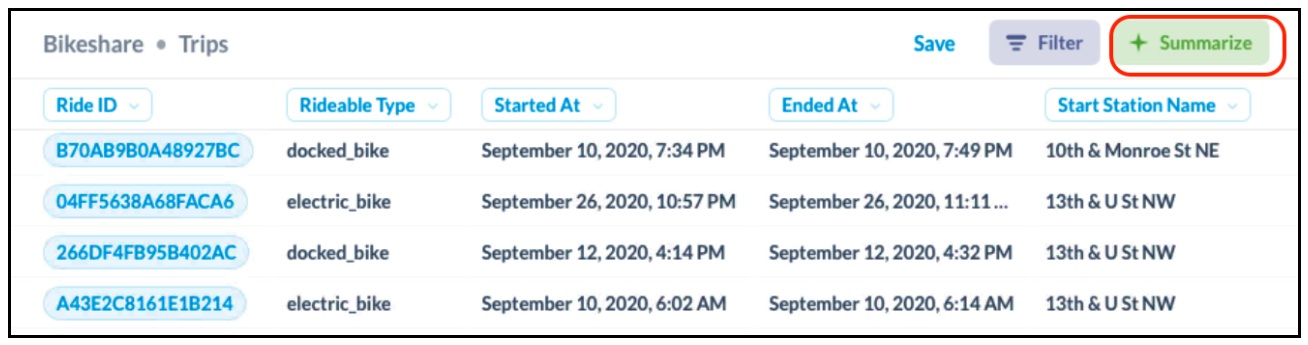 Bikeshare • Trips Save Filter + Summarize
Ride ID Rideable Type Started At Ended At Start Station Name
B70AB9B0A48927BC docked_bike September 10, 2020, 7:34 PM September 10, 2020, 7:49 PM 10th & Monroe St NE
04FF5638A68FACA6 electric_bike September 26, 2020, 10:57 PM September 26, 2020, 11:11 ... 13th & U St NW
266DF4FB95B402AC docked_bike September 12, 2020, 4:14 PM September 12, 2020, 4:32 PM 13th & U St NW
A43E2C8161E1B214 electric_bike September 10, 2020, 6:02 AM September 10, 2020, 6:14 AM 13th & U St NW